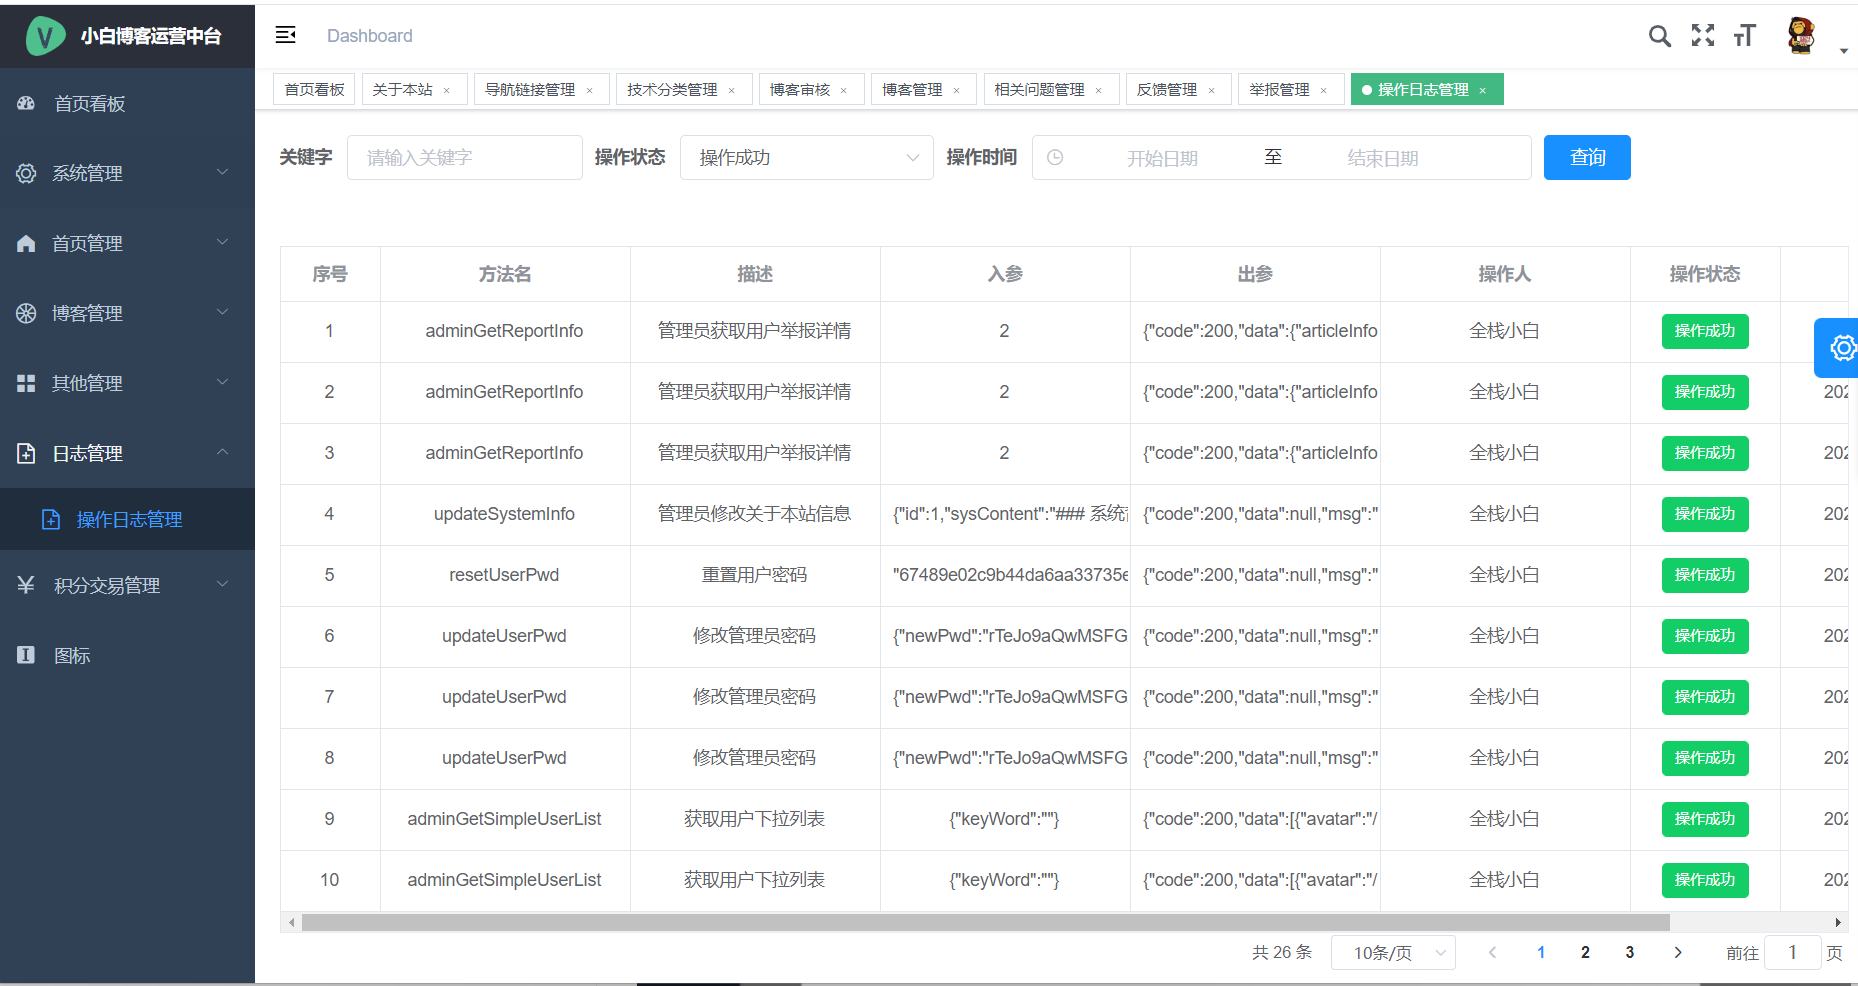 小白博客运营中台
Dashboard
首页看板 关于本站 × 导航链接管理 × 技术分类管理 × 博客审核 × 博客管理 × 相关问题管理 × 反馈管理 × 举报管理 × 操作日志管理 ×
首页看板
系统管理
首页管理
博客管理
其他管理
日志管理
操作日志管理
积分交易管理
图标
关键字 请输入关键字 操作状态 操作成功 操作时间 开始日期 至 结束日期 查询
序号 方法名 描述 入参 出参 操作人 操作状态
1 adminGetReportInfo 管理员获取用户举报详情 2 {"code":200,"data":{"articleInfo 全栈小白 操作成功
2 adminGetReportInfo 管理员获取用户举报详情 2 {"code":200,"data":{"articleInfo 全栈小白 操作成功 202
3 adminGetReportInfo 管理员获取用户举报详情 2 {"code":200,"data":{"articleInfo 全栈小白 操作成功 202
4 updateSystemInfo 管理员修改关于本站信息 {"id":1,"sysContent":"### 系统 {"code":200,"data":null,"msg":" 全栈小白 操作成功 202
5 resetUserPwd 重置用户密码 "67489e02c9b44da6aa33735e {"code":200,"data":null,"msg":" 全栈小白 操作成功 202
6 updateUserPwd 修改管理员密码 {"newPwd":"rTeJo9aQwMSFG {"code":200,"data":null,"msg":" 全栈小白 操作成功 202
7 updateUserPwd 修改管理员密码 {"newPwd":"rTeJo9aQwMSFG {"code":200,"data":null,"msg":" 全栈小白 操作成功 202
8 updateUserPwd 修改管理员密码 {"newPwd":"rTeJo9aQwMSFG {"code":200,"data":null,"msg":" 全栈小白 操作成功 202
9 adminGetSimpleUserList 获取用户下拉列表 {"keyWord":""} {"code":200,"data":[{"avatar":"/ 全栈小白 操作成功 202
10 adminGetSimpleUserList 获取用户下拉列表 {"keyWord":""} {"code":200,"data":[{"avatar":"/ 全栈小白 操作成功 202
共 26 条 10条/页 1 2 3 前往 1 页